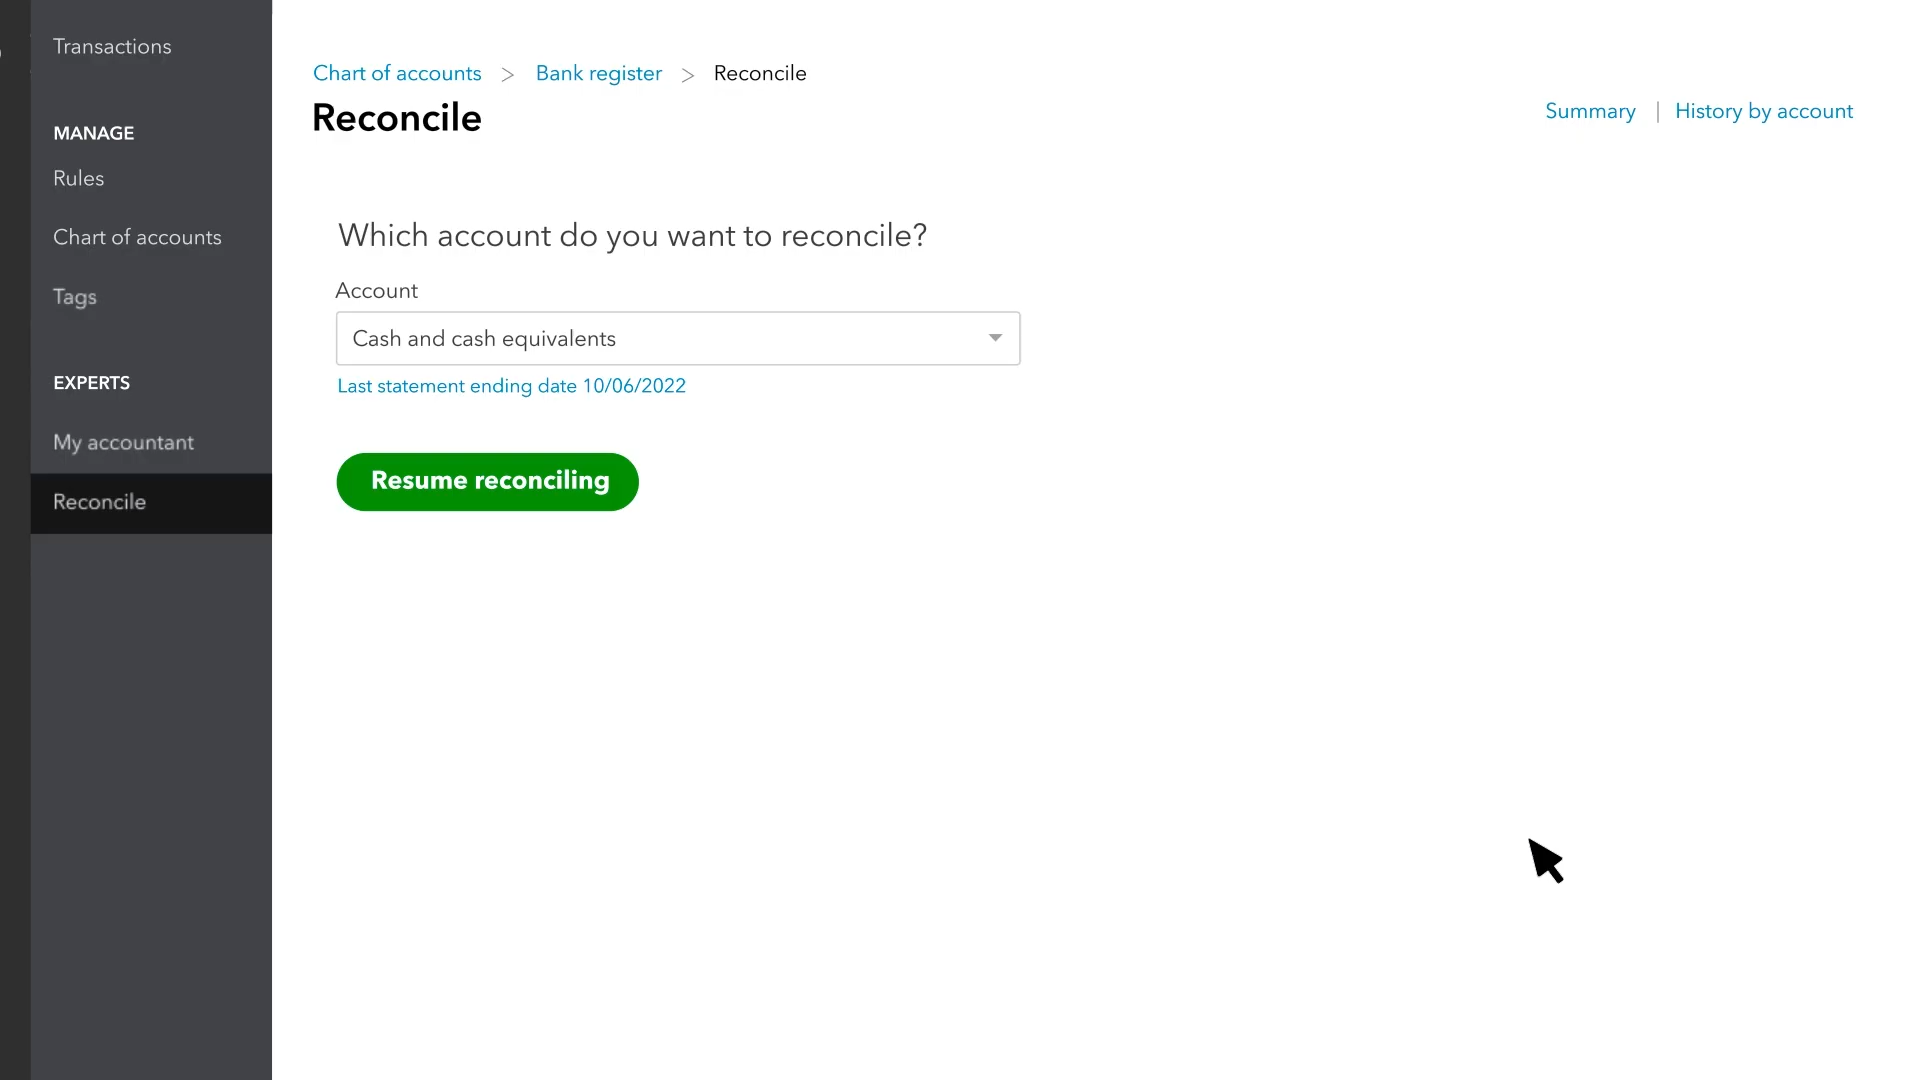 Transactions
MANAGE
Rules
Chart of accounts
Tags
EXPERTS
My accountant
Reconcile
Chart of accounts > Bank register > Reconcile
Reconcile
Summary | History by account
Which account do you want to reconcile?
Account
Cash and cash equivalents
Last statement ending date 10/06/2022
Resume reconciling